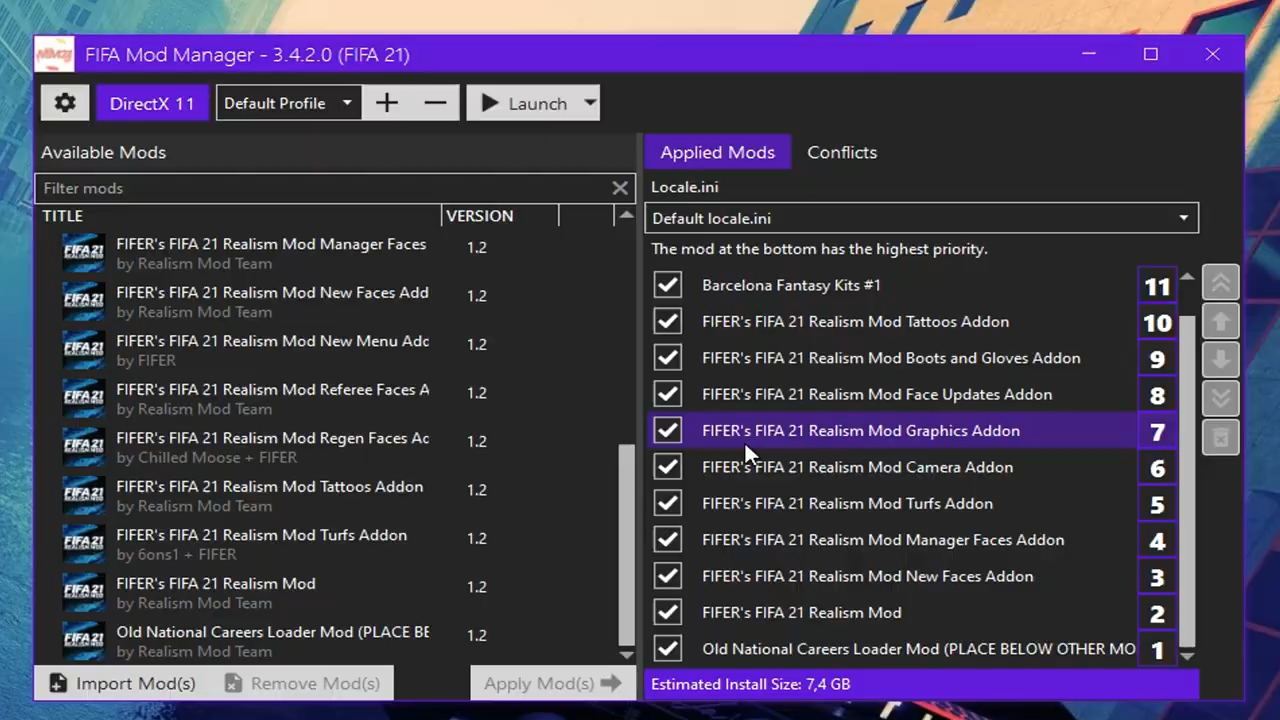 FIFA Mod Manager - 3.4.2.0 (FIFA 21)
DirectX 11
Default Profile
Launch
Available Mods
Filter mods
TITLE
VERSION
FIFER's FIFA 21 Realism Mod Manager Faces
1.2
by Realism Mod Team
FIFER's FIFA 21 Realism Mod New Faces Add
1.2
by Realism Mod Team
FIFER's FIFA 21 Realism Mod New Menu Adc
1.2
by FIFER
FIFER's FIFA 21 Realism Mod Referee Faces A
1.2
by Realism Mod Team
FIFER's FIFA 21 Realism Mod Regen Faces Ac
1.2
by Chilled Moose + FIFER
FIFER's FIFA 21 Realism Mod Tattoos Addon
1.2
by Realism Mod Team
FIFER's FIFA 21 Realism Mod Turfs Addon
1.2
by 6ons1 + FIFER
FIFER's FIFA 21 Realism Mod
1.2
by Realism Mod Team
Old National Careers Loader Mod (PLACE BE
1.2
by Realism Mod Team
Import Mod(s)
Remove Mod(s)
Apply Mod(s)
Applied Mods
Conflicts
Locale.ini
Default locale.ini
The mod at the bottom has the highest priority.
Barcelona Fantasy Kits #1
11
FIFER's FIFA 21 Realism Mod Tattoos Addon
10
FIFER's FIFA 21 Realism Mod Boots and Gloves Addon
9
FIFER's FIFA 21 Realism Mod Face Updates Addon
8
FIFER's FIFA 21 Realism Mod Graphics Addon
7
FIFER's FIFA 21 Realism Mod Camera Addon
6
FIFER's FIFA 21 Realism Mod Turfs Addon
5
FIFER's FIFA 21 Realism Mod Manager Faces Addon
4
FIFER's FIFA 21 Realism Mod New Faces Addon
3
FIFER's FIFA 21 Realism Mod
2
Old National Careers Loader Mod (PLACE BELOW OTHER MO
1
Estimated Install Size: 7,4 GB